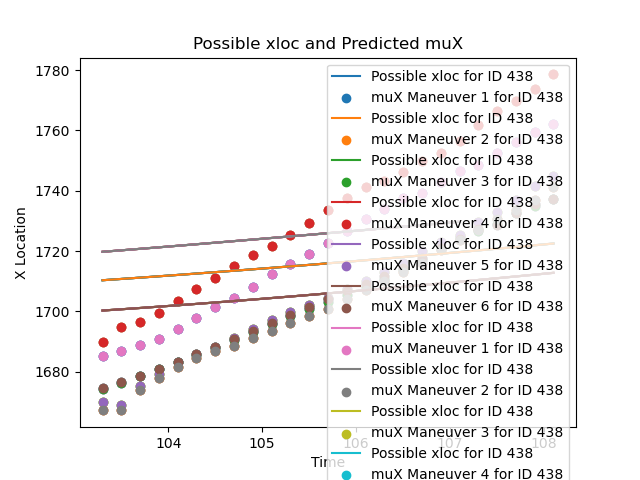 Possible xloc and Predicted muX
X Location
1780
1760
1740
1720
1700
1680
104
105
106
107
108
Time
Possible xloc for ID 438
muX Maneuver 1 for ID 438
Possible xloc for ID 438
muX Maneuver 2 for ID 438
Possible xloc for ID 438
muX Maneuver 3 for ID 438
Possible xloc for ID 438
muX Maneuver 4 for ID 438
Possible xloc for ID 438
muX Maneuver 5 for ID 438
Possible xloc for ID 438
muX Maneuver 6 for ID 438
Possible xloc for ID 438
muX Maneuver 1 for ID 438
Possible xloc for ID 438
muX Maneuver 2 for ID 438
Possible xloc for ID 438
muX Maneuver 3 for ID 438
Possible xloc for ID 438
muX Maneuver 4 for ID 438